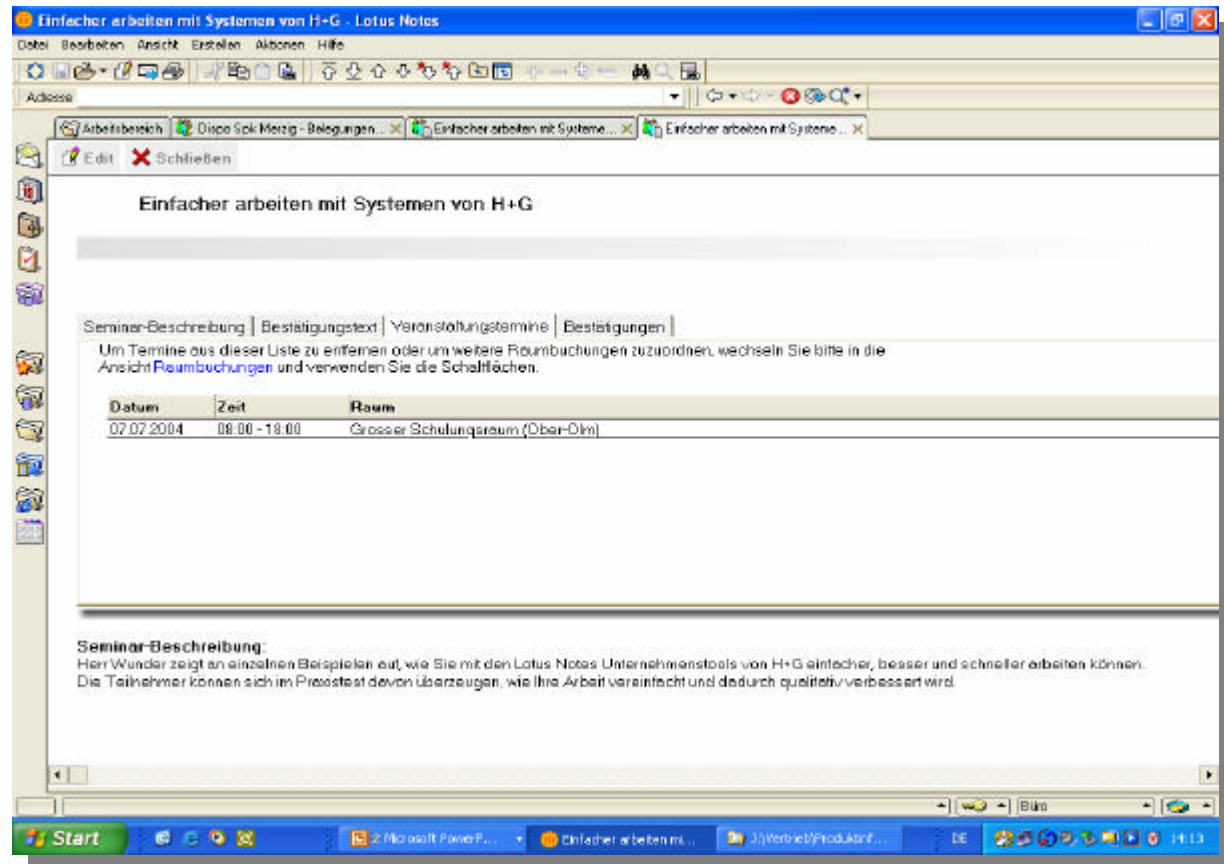 Einfacher arbeiten mit Systemen von H+G - Lotus Notes
Datei Bearbeiten Ansicht Erstellen Aktionen Hilfe
Adresse
Arbeitsbereich Dispo Spk Merzig - Belegungen... Einfacher arbeiten mit Systeme... Einfacher arbeiten mit Systeme...
Edit Schließen
Einfacher arbeiten mit Systemen von H+G
Seminar-Beschreibung Bestätigungstext Veranstaltungstermine Bestätigungen
Um Termine aus dieser Liste zu entfernen oder um weitere Raumbuchungen zuzuordnen, wechseln Sie bitte in die
Ansicht Raumbuchungen und verwenden Sie die Schaltflächen.
Datum Zeit Raum
07.07.2004 08:00 - 18:00 Grosser Schulungsraum (Ober-Olm)
Seminar-Beschreibung:
Herr Wunder zeigt an einzelnen Beispielen auf, wie Sie mit den Lotus Notes Unternehmenstools von H+G einfacher, besser und schneller arbeiten können.
Die Teilnehmer können sich im Praxistest davon überzeugen, wie Ihre Arbeit vereinfacht und dadurch qualitativ verbessert wird.
Büro
Start 2 Microsoft PowerP... Einfacher arbeiten mi... J:\Vertrieb\Produktinf... DE 14:13